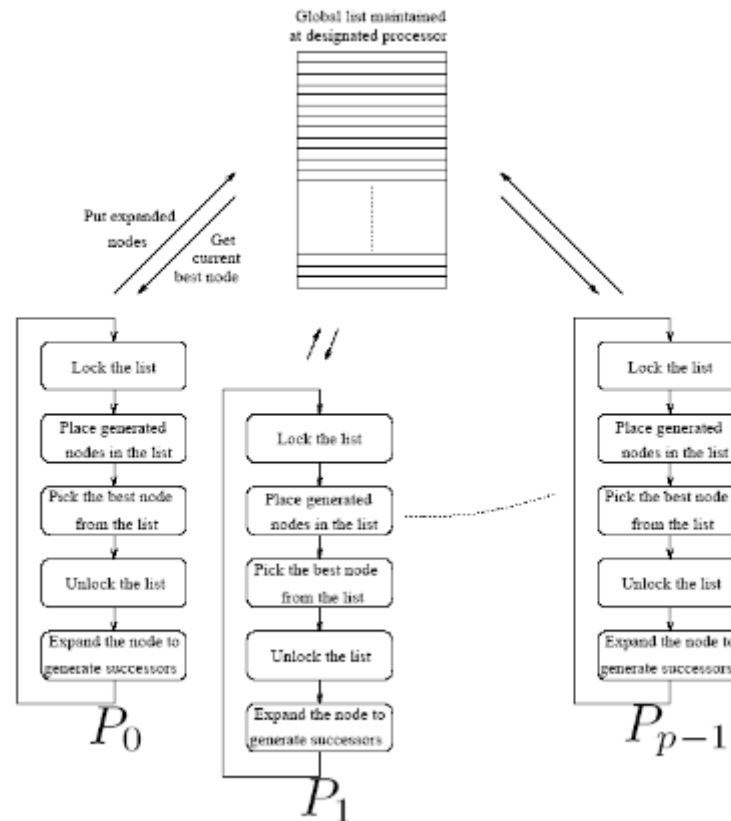 Global list maintained
at designated processor
Put expanded
nodes
Get
current
best node
Lock the list
Place generated
nodes in the list
Pick the best node
from the list
Unlock the list
Expand the node to
generate successors
P0
Lock the list
Place generated
nodes in the list
Pick the best node
from the list
Unlock the list
Expand the node to
generate successors
P1
Lock the list
Place generated
nodes in the list
Pick the best node
from the list
Unlock the list
Expand the node to
generate successors
Pp−1